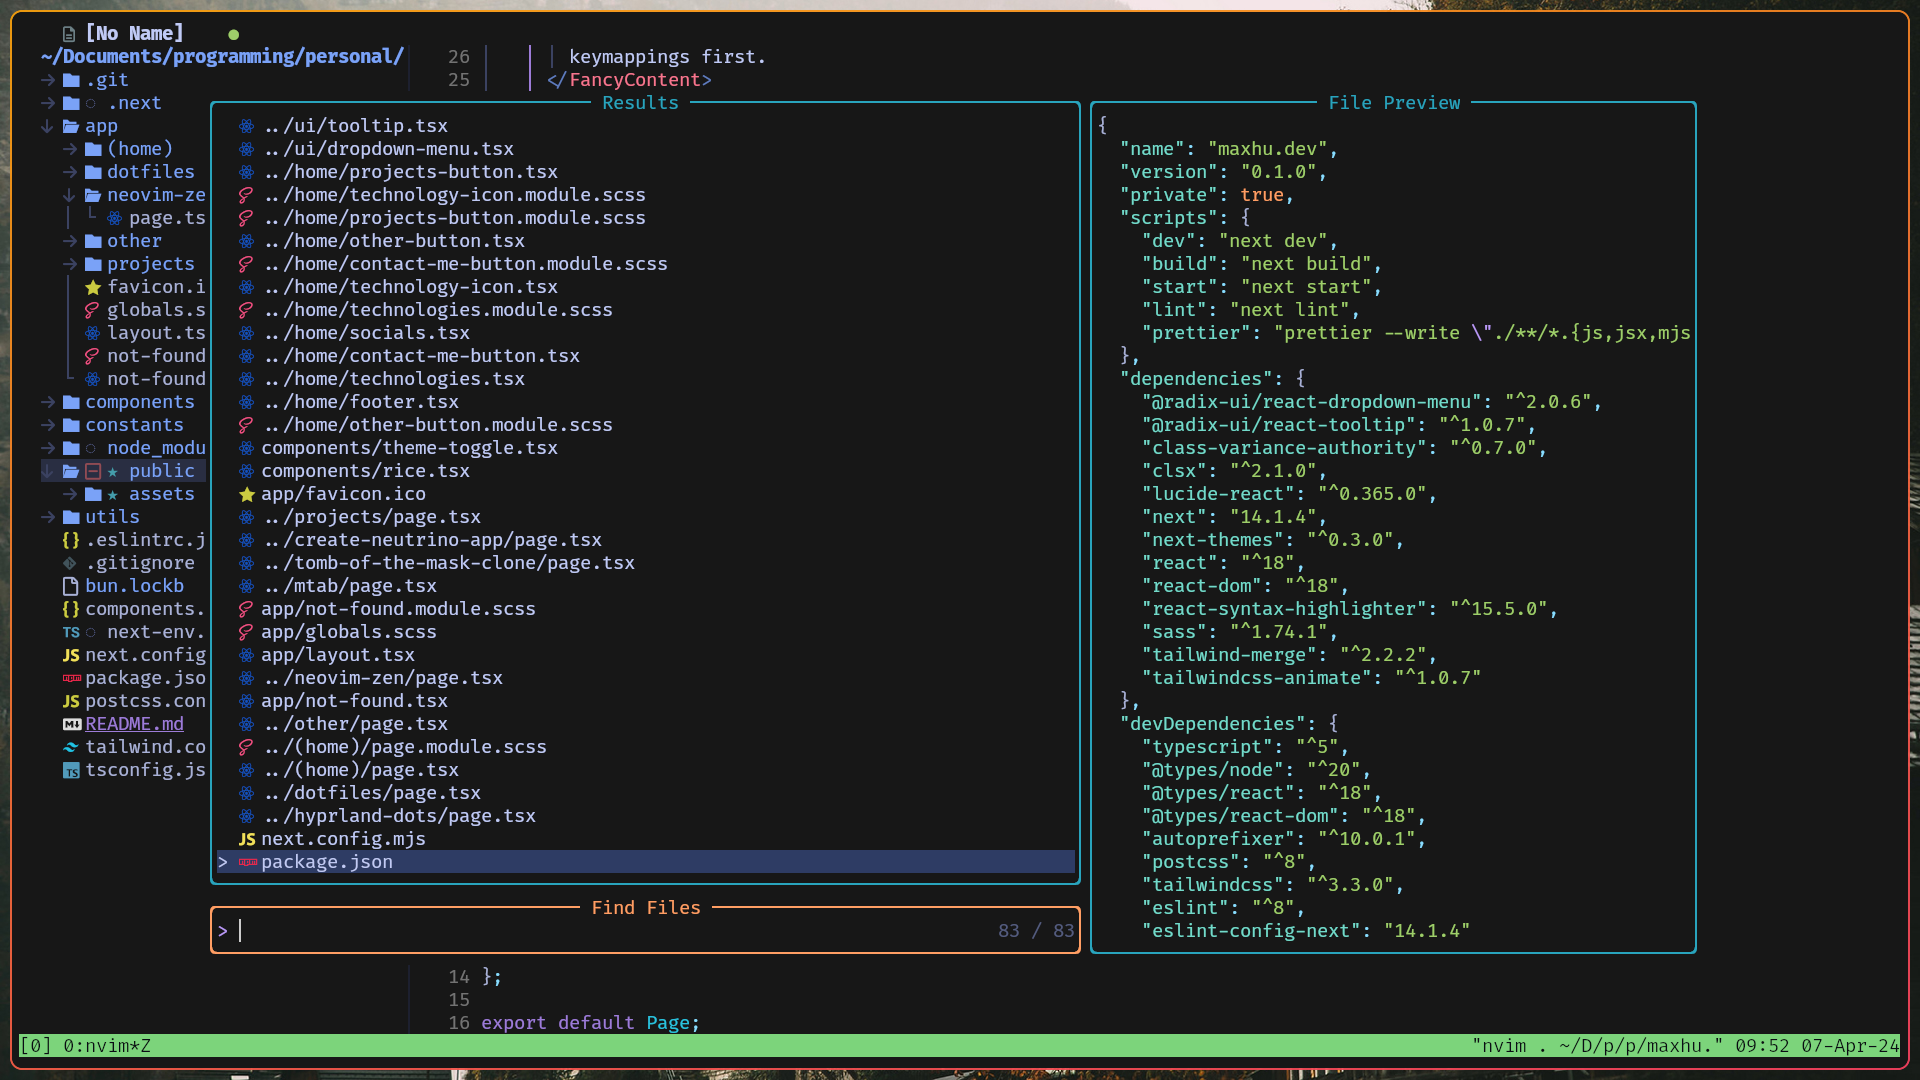 [No Name]
~/Documents/programming/personal/
.git
.next
app
(home)
dotfiles
neovim-ze
page.ts
other
projects
favicon.i
globals.s
layout.ts
not-found
not-found
components
constants
node_modu
public
assets
utils
.eslintrc.j
.gitignore
bun.lockb
components.
TS next-env.
JS next.config
package.jso
JS postcss.con
README.md
tailwind.co
TS tsconfig.js
26 keymappings first.
25 </FancyContent>
Results
../ui/tooltip.tsx
../ui/dropdown-menu.tsx
../home/projects-button.tsx
../home/technology-icon.module.scss
../home/projects-button.module.scss
../home/other-button.tsx
../home/contact-me-button.module.scss
../home/technology-icon.tsx
../home/technologies.module.scss
../home/socials.tsx
../home/contact-me-button.tsx
../home/technologies.tsx
../home/footer.tsx
../home/other-button.module.scss
components/theme-toggle.tsx
components/rice.tsx
app/favicon.ico
../projects/page.tsx
../create-neutrino-app/page.tsx
../tomb-of-the-mask-clone/page.tsx
../mtab/page.tsx
app/not-found.module.scss
app/globals.scss
app/layout.tsx
../neovim-zen/page.tsx
app/not-found.tsx
../other/page.tsx
../(home)/page.module.scss
../(home)/page.tsx
../dotfiles/page.tsx
../hyprland-dots/page.tsx
JS next.config.mjs
> package.json
Find Files
> 83 / 83
File Preview
{
"name": "maxhu.dev",
"version": "0.1.0",
"private": true,
"scripts": {
"dev": "next dev",
"build": "next build",
"start": "next start",
"lint": "next lint",
"prettier": "prettier --write \"./**/*.{js,jsx,mjs
},
"dependencies": {
"@radix-ui/react-dropdown-menu": "^2.0.6",
"@radix-ui/react-tooltip": "^1.0.7",
"class-variance-authority": "^0.7.0",
"clsx": "^2.1.0",
"lucide-react": "^0.365.0",
"next": "14.1.4",
"next-themes": "^0.3.0",
"react": "^18",
"react-dom": "^18",
"react-syntax-highlighter": "^15.5.0",
"sass": "^1.74.1",
"tailwind-merge": "^2.2.2",
"tailwindcss-animate": "^1.0.7"
},
"devDependencies": {
"typescript": "^5",
"@types/node": "^20",
"@types/react": "^18",
"@types/react-dom": "^18",
"autoprefixer": "^10.0.1",
"postcss": "^8",
"tailwindcss": "^3.3.0",
"eslint": "^8",
"eslint-config-next": "14.1.4"
14 };
15
16 export default Page;
[0] 0:nvim*Z "nvim . ~/D/p/p/maxhu." 09:52 07-Apr-24